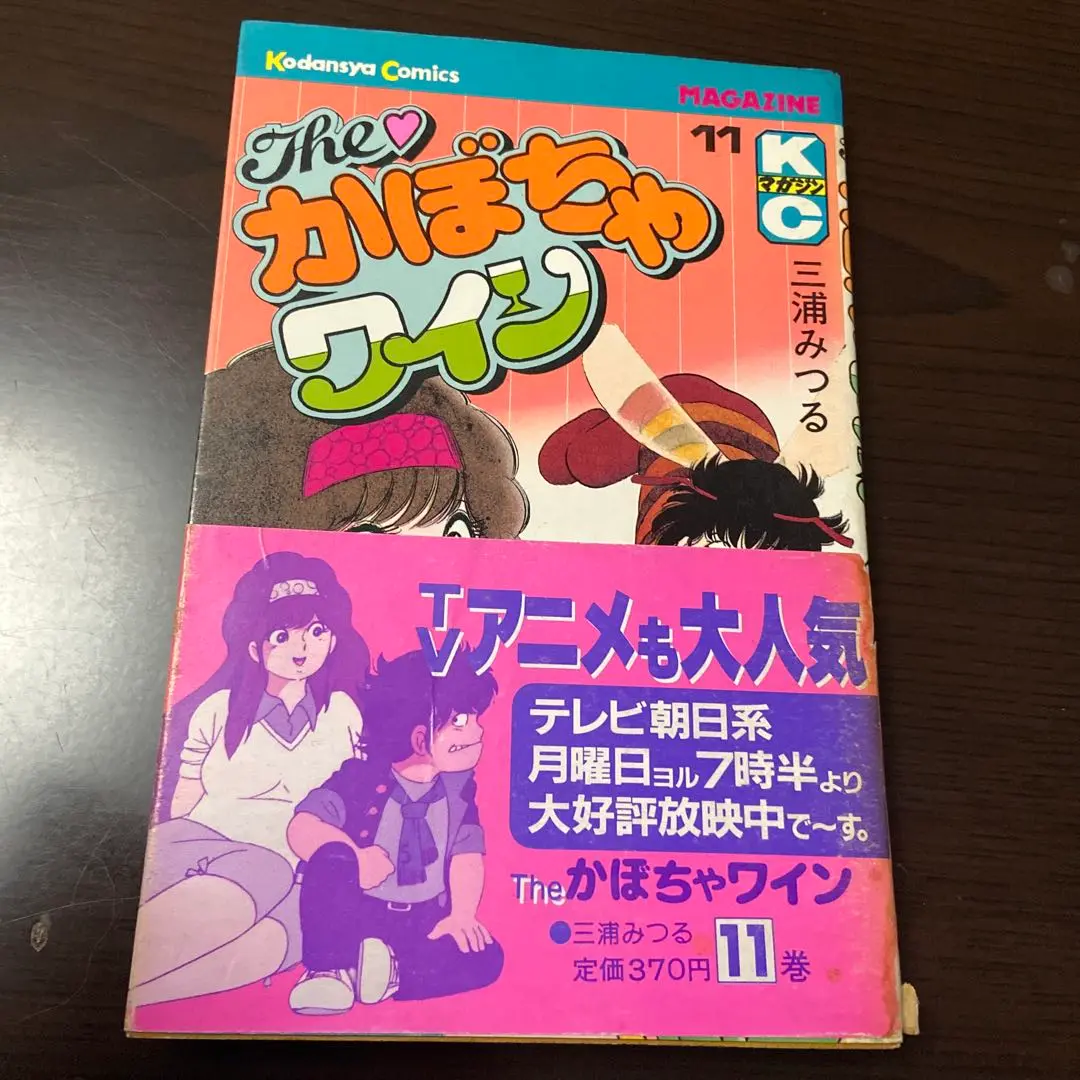 Kodansya Comics
MAGAZINE
The かぼちゃ
ワイン
11
K
マガジン
C
三浦みつる
TVアニメも大人気
テレビ朝日系
月曜日ヨル7時半より
大好評放映中で〜す。
Theかぼちゃワイン
●三浦みつる
定価370円
11巻